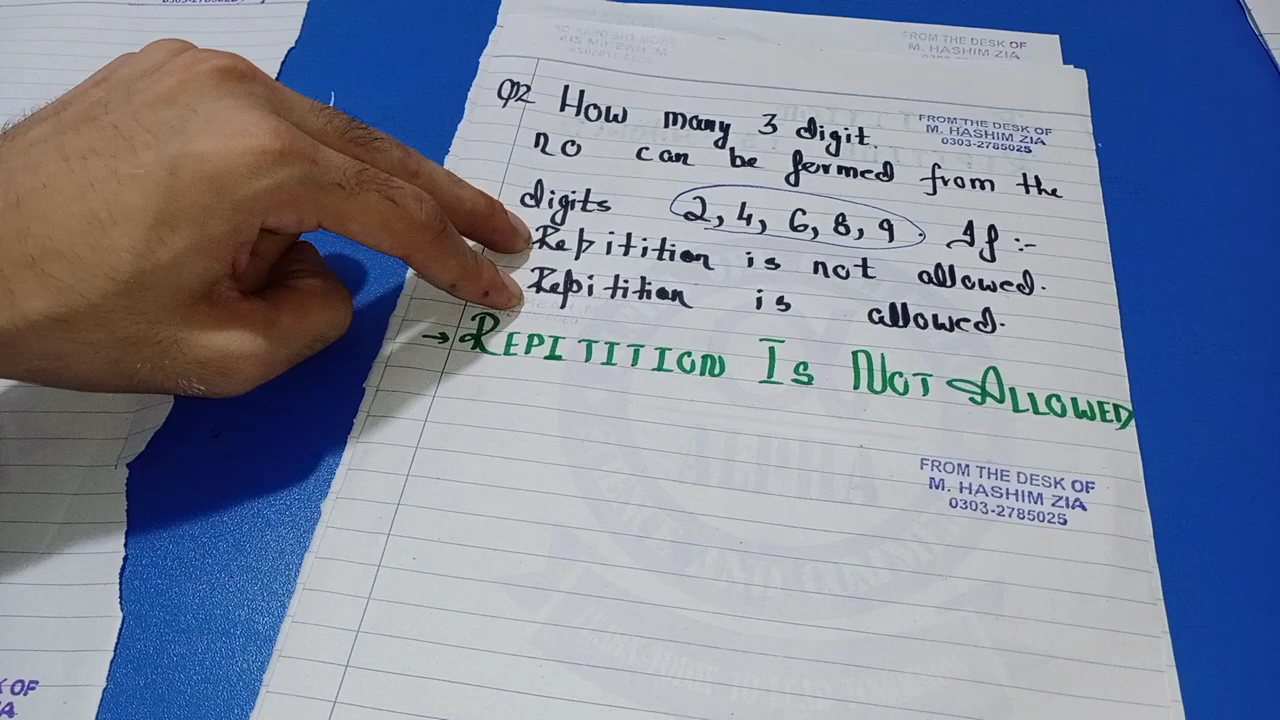 FROM THE DESK OF
M. HASHIM ZIA
Q2 How many 3 digit.
FROM THE DESK OF
M. HASHIM ZIA
0303-2785025
no can be formed from the
digits 2, 4, 6, 8, 9 If :-
Repitition is not allowed.
Repitition is allowed.
→ REPITITION IS NOT ALLOWED
FROM THE DESK OF
M. HASHIM ZIA
0303-2785025
K OF
IA